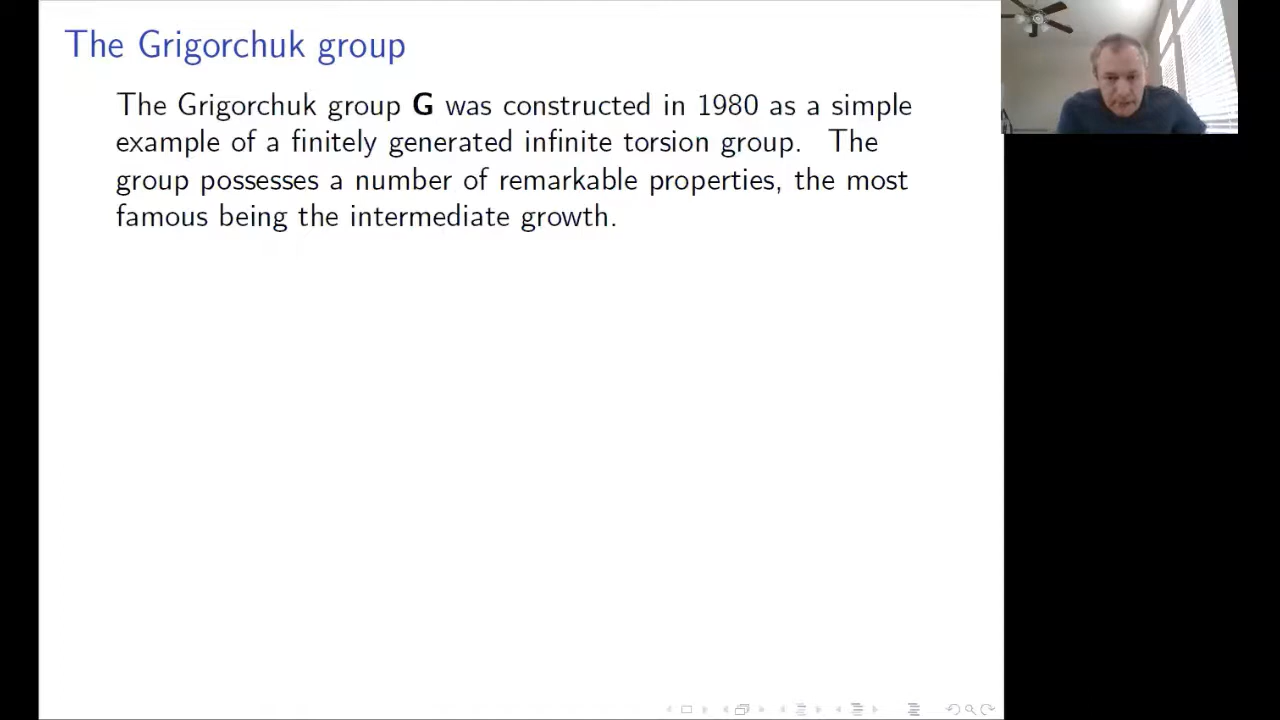 The Grigorchuk group
The Grigorchuk group G was constructed in 1980 as a simple
example of a finitely generated infinite torsion group. The
group possesses a number of remarkable properties, the most
famous being the intermediate growth.